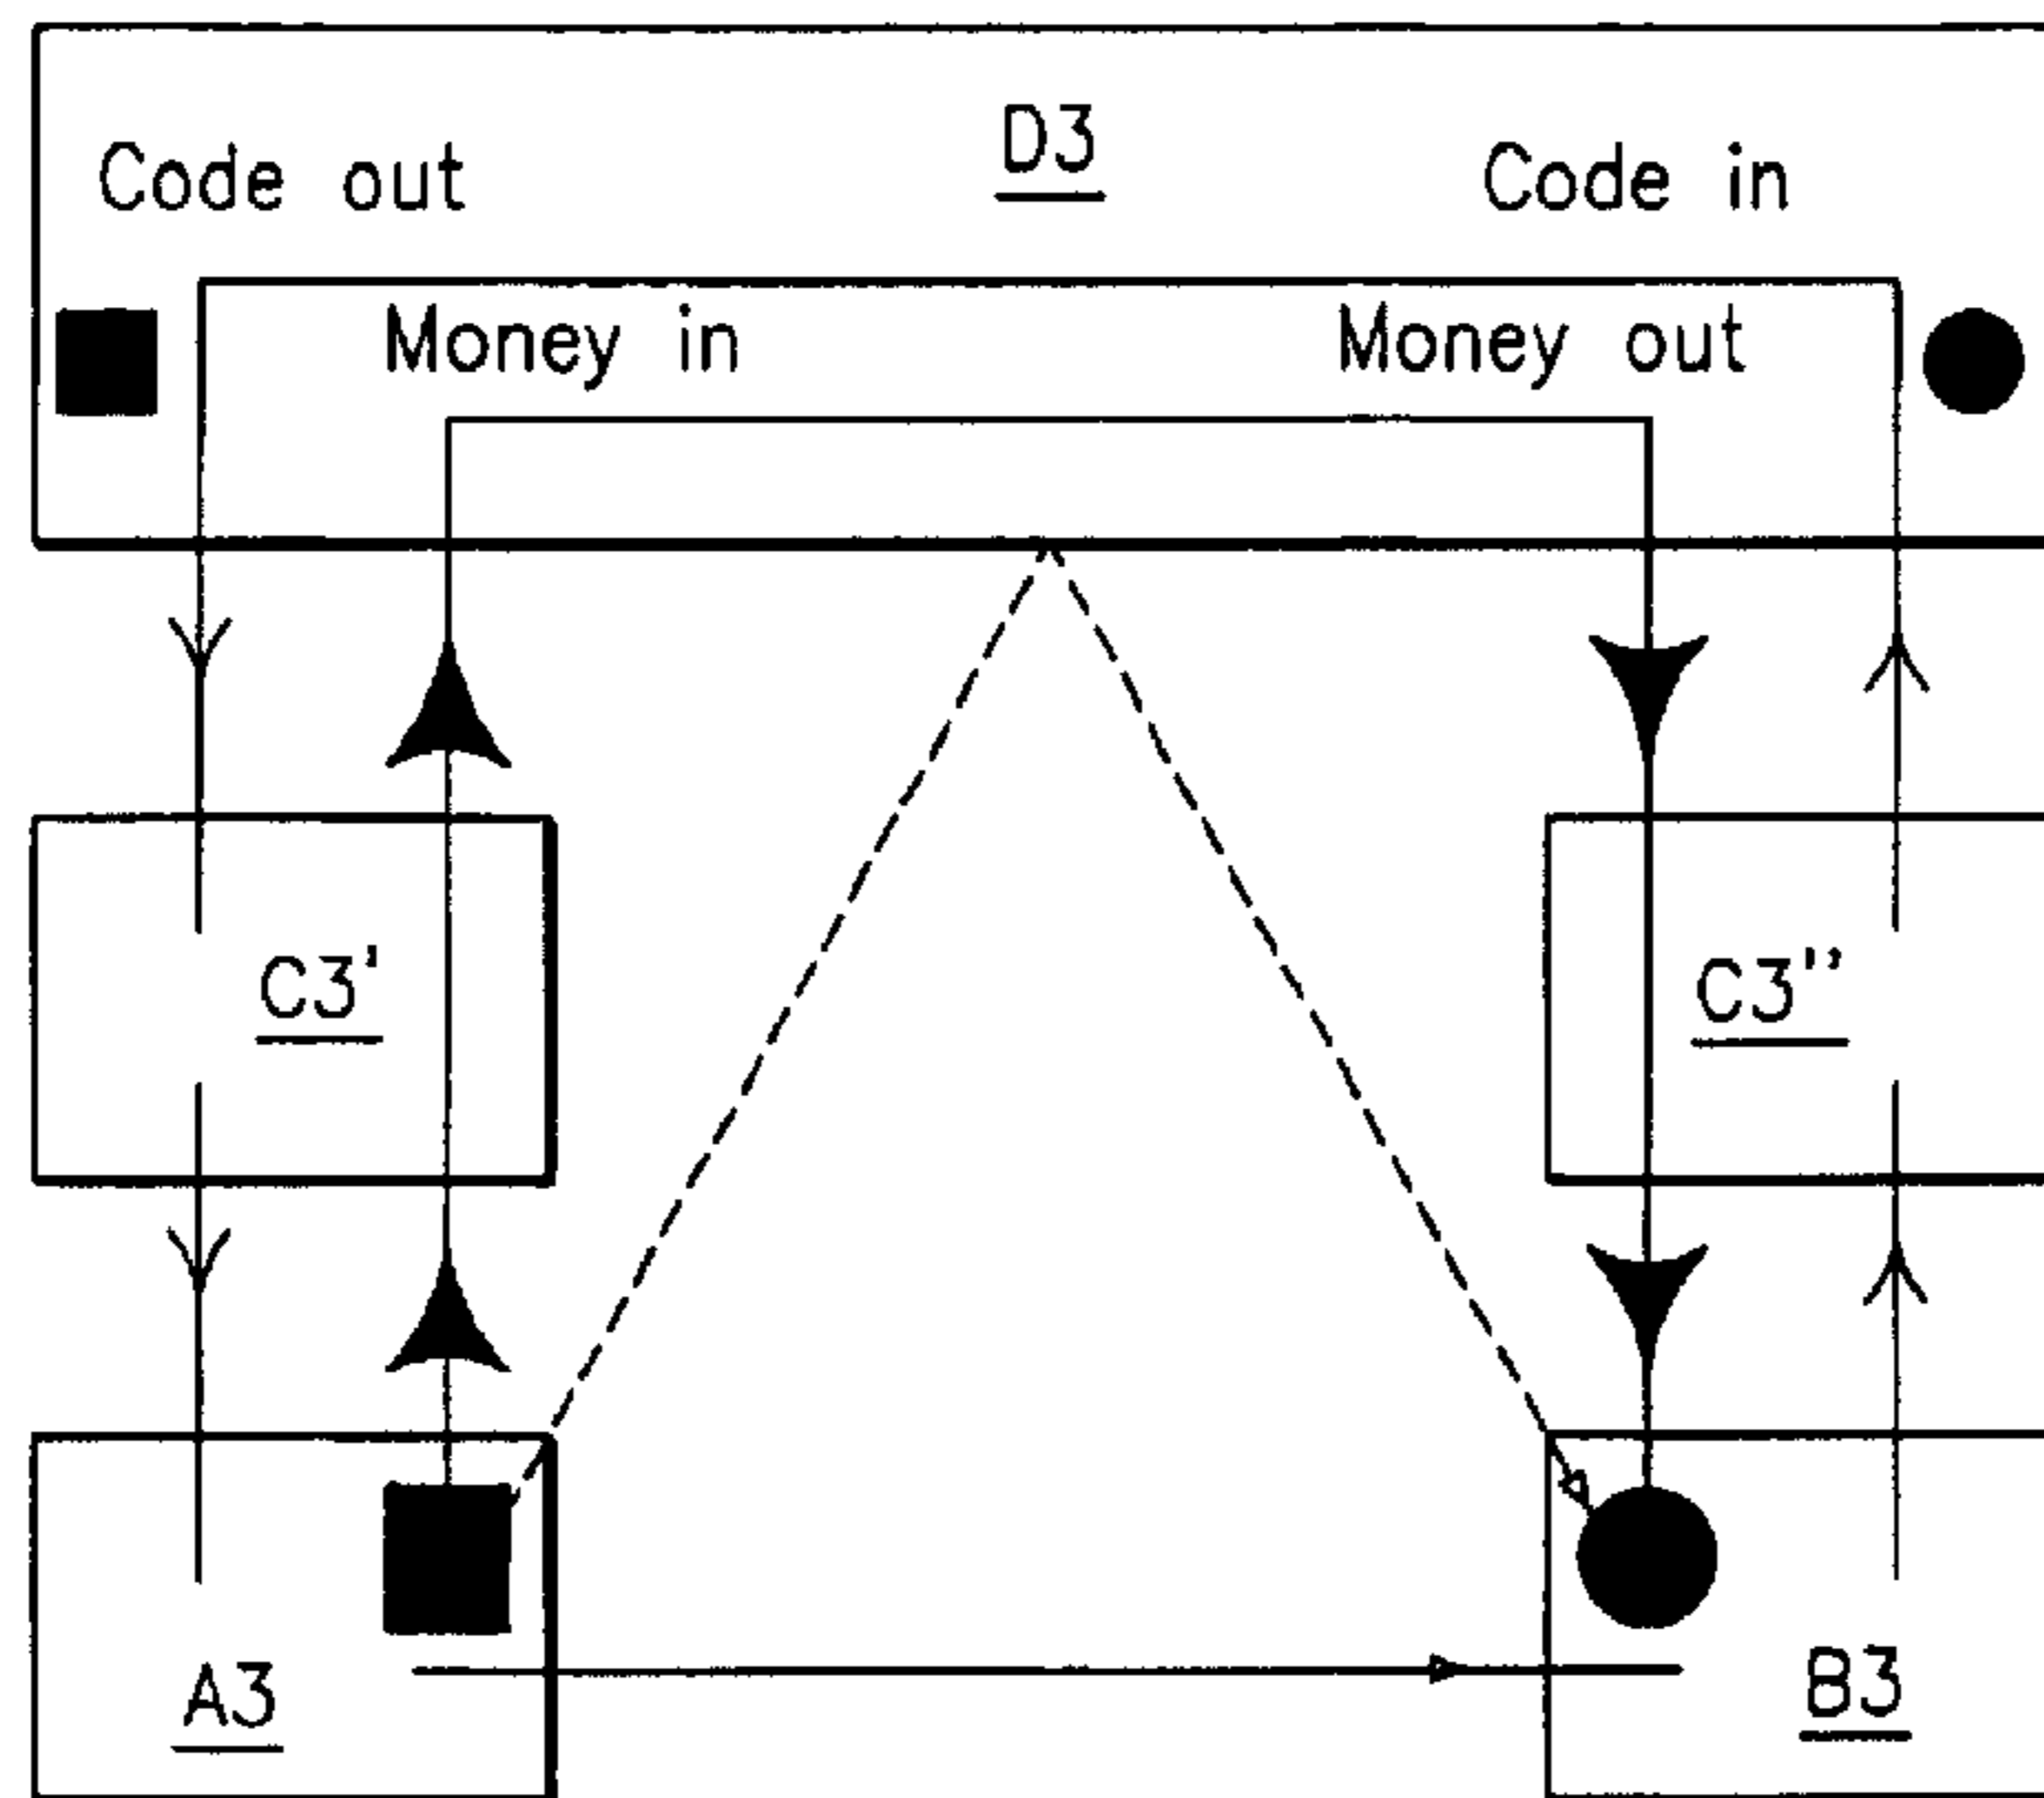 D3
Code out
Code in
Money in
Money out
C3'
C3"
A3
B3